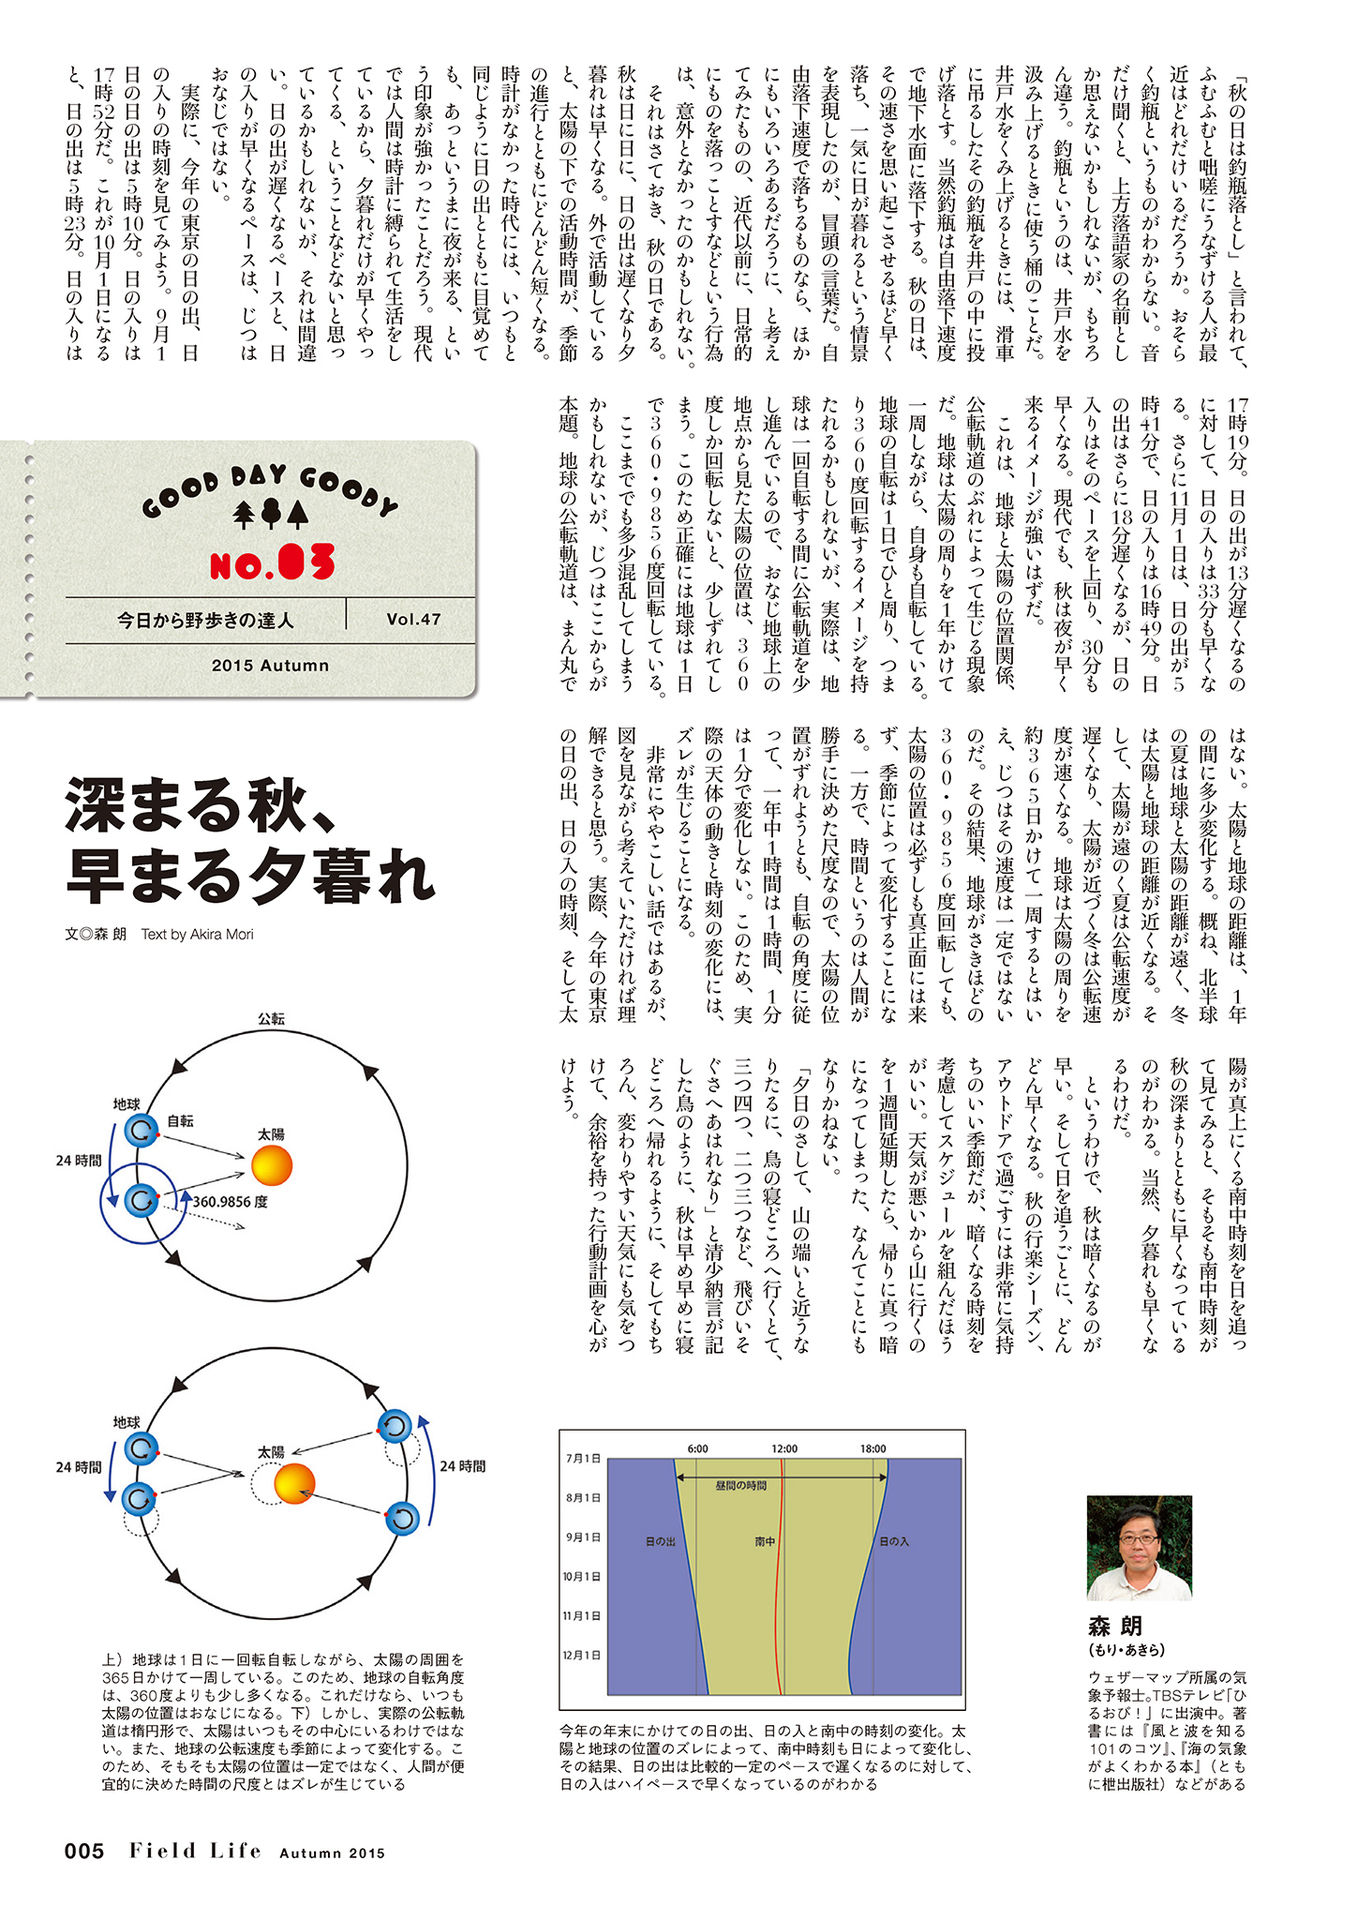 「秋の日は釣瓶落とし」と言われて、
ふむふむと咄嗟にうなずける人が最
近はどれだけいるだろうか。おそら
く釣瓶というものがわからない。音
だけ聞くと、上方落語家の名前とし
か思えないかもしれないが、もちろ
ん違う。釣瓶というのは、井戸水を
汲み上げるときに使う桶のことだ。
井戸水をくみ上げるときには、滑車
に吊るしたその釣瓶を井戸の中に投
げ落とす。当然釣瓶は自由落下速度
で地下水面に落下する。秋の日は、
その速さを思い起こさせるほど早く
落ち、一気に日が暮れるという情景
を表現したのが、冒頭の言葉だ。自
由落下速度で落ちるものなら、ほか
にもいろいろあるだろうに、と考え
てみたものの、近代以前に、日常的
にものを落っことすなどという行為
は、意外となかったのかもしれない。
それはさておき、秋の日である。
秋は日に日に、日の出は遅くなり夕
暮れは早くなる。外で活動している
と、太陽の下での活動時間が、季節
の進行とともにどんどん短くなる。
時計がなかった時代には、いつもと
同じように日の出とともに目覚めて
も、あっというまに夜が来る、とい
う印象が強かったことだろう。現代
では人間は時計に縛られて生活をし
ているから、夕暮れだけが早くやっ
てくる、ということなどないと思っ
ているかもしれないが、それは間違
い。日の出が遅くなるペースと、日
の入りが早くなるペースは、じつは
おなじではない。
実際に、今年の東京の日の出、日
の入りの時刻を見てみよう。9月1
日の日の出は5時10分。日の入りは
17時52分だ。これが10月1日になる
と、日の出は5時23分。日の入りは
17時19分。日の出が13分遅くなるの
に対して、日の入りは33分も早くな
る。さらに11月1日は、日の出が5
時41分で、日の入りは16時49分。日
の出はさらに18分遅くなるが、日の
入りはそのペースを上回り、30分も
早くなる。現代でも、秋は夜が早く
来るイメージが強いはずだ。
これは、地球と太陽の位置関係、
公転軌道のぶれによって生じる現象
だ。地球は太陽の周りを1年かけて
一周しながら、自身も自転している。
地球の自転は1日でひと周り、つま
り360度回転するイメージを持
たれるかもしれないが、実際は、地
球は一回自転する間に公転軌道を少
し進んでいるので、おなじ地球上の
地点から見た太陽の位置は、360
度しか回転しないと、少しずれてし
まう。このため正確には地球は1日
で360・9856度回転している。
ここまででも多少混乱してしまう
かもしれないが、じつはここからが
本題。地球の公転軌道は、まん丸で
はない。太陽と地球の距離は、1年
の間に多少変化する。概ね、北半球
の夏は地球と太陽の距離が遠く、冬
は太陽と地球の距離が近くなる。そ
して、太陽が遠のく夏は公転速度が
遅くなり、太陽が近づく冬は公転速
度が速くなる。地球は太陽の周りを
約365日かけて一周するとはい
え、じつはその速度は一定ではない
のだ。その結果、地球がさきほどの
360・9856度回転しても、
太陽の位置は必ずしも真正面には来
ず、季節によって変化することにな
る。一方で、時間というのは人間が
勝手に決めた尺度なので、太陽の位
置がずれようとも、自転の角度に従
って、一年中1時間は1時間、1分
は1分で変化しない。このため、実
際の天体の動きと時刻の変化には、
ズレが生じることになる。
非常にややこしい話ではあるが、
図を見ながら考えていただければ理
解できると思う。実際、今年の東京
の日の出、日の入の時刻、そして太
陽が真上にくる南中時刻を日を追っ
て見てみると、そもそも南中時刻が
秋の深まりとともに早くなっている
のがわかる。当然、夕暮れも早くな
るわけだ。
というわけで、秋は暗くなるのが
早い。そして日を追うごとに、どん
どん早くなる。秋の行楽シーズン、
アウトドアで過ごすには非常に気持
ちのいい季節だが、暗くなる時刻を
考慮してスケジュールを組んだほう
がいい。天気が悪いから山に行くの
を1週間延期したら、帰りに真っ暗
になってしまった、なんてことにも
なりかねない。
「夕日のさして、山の端いと近うな
りたるに、鳥の寝どころへ行くとて、
三つ四つ、二つ三つなど、飛びいそ
ぐさへあはれなり」と清少納言が記
した鳥のように、秋は早め早めに寝
どころへ帰れるように、そしてもち
ろん、変わりやすい天気にも気をつ
けて、余裕を持った行動計画を心が
けよう。
GOOD DAY GOODY
NO.03
今日から野歩きの達人
Vol.47
2015 Autumn
深まる秋、
早まる夕暮れ
文◎森 朗 Text by Akira Mori
公転
地球
自転
太陽
24時間
360.9856度
地球
太陽
24時間
24時間
上）地球は1日に一回転自転しながら、太陽の周囲を
365日かけて一周している。このため、地球の自転角度
は、360度よりも少し多くなる。これだけなら、いつも
太陽の位置はおなじになる。下）しかし、実際の公転軌
道は楕円形で、太陽はいつもその中心にいるわけではな
い。また、地球の公転速度も季節によって変化する。こ
のため、そもそも太陽の位置は一定ではなく、人間が便
宜的に決めた時間の尺度とはズレが生じている
6:00 12:00 18:00
7月1日
8月1日
9月1日
10月1日
11月1日
12月1日
昼間の時間
日の出
南中
日の入
今年の年末にかけての日の出、日の入と南中の時刻の変化。太
陽と地球の位置のズレによって、南中時刻も日によって変化し、
その結果、日の出は比較的一定のペースで遅くなるのに対して、
日の入はハイペースで早くなっているのがわかる
森 朗
（もり・あきら）
ウェザーマップ所属の気
象予報士。TBSテレビ「ひ
るおび！」に出演中。著
書には『風と波を知る
101のコツ』、『海の気象
がよくわかる本』（とも
に枻出版社）などがある
005 Field Life Autumn 2015